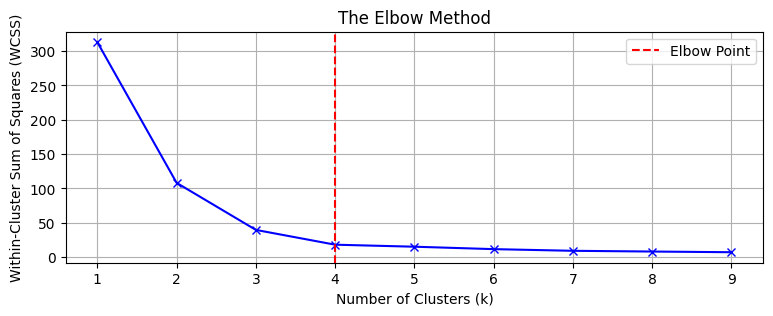 The Elbow Method
Within-Cluster Sum of Squares (WCSS)
300
250
200
150
100
50
0
Elbow Point
1 2 3 4 5 6 7 8 9
Number of Clusters (k)